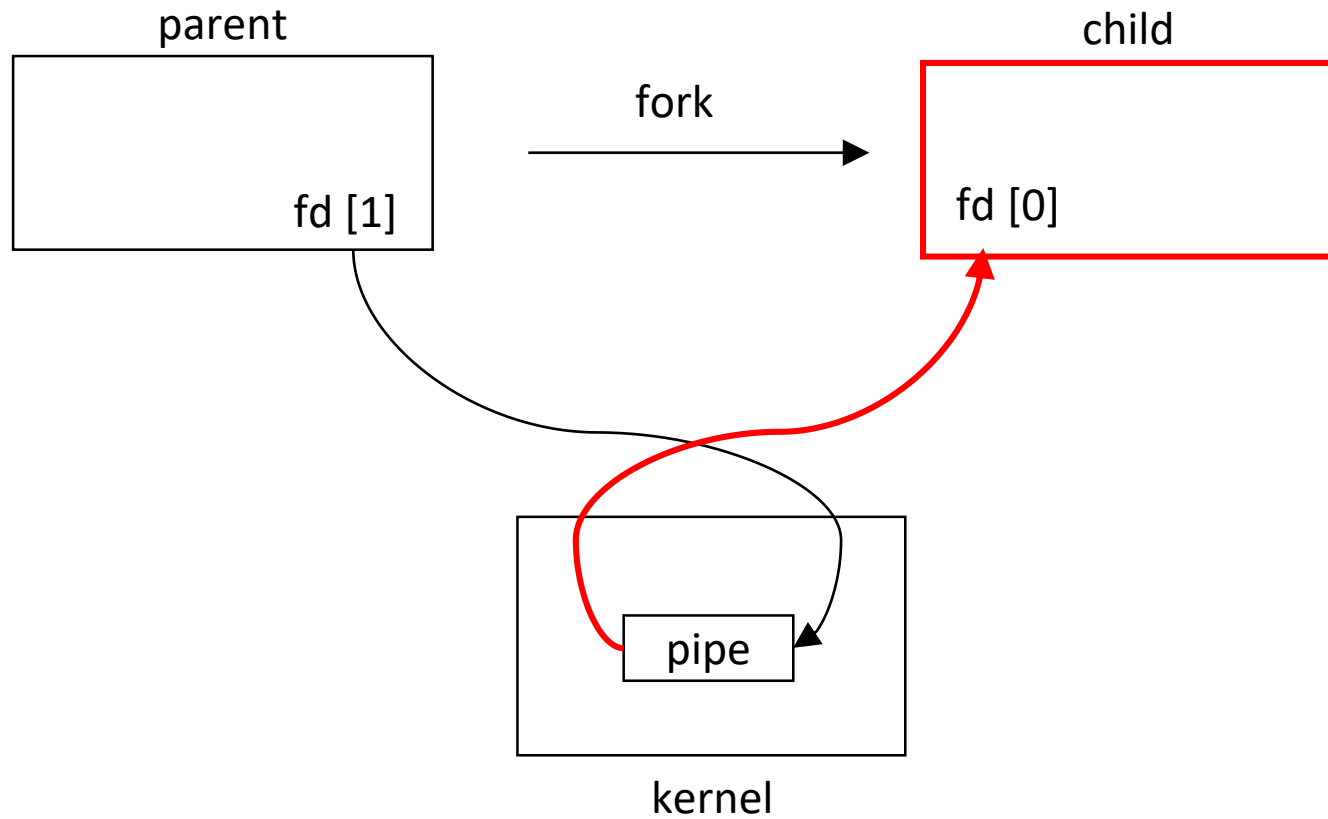 parent
child
fork
fd [1]
fd [0]
pipe
kernel